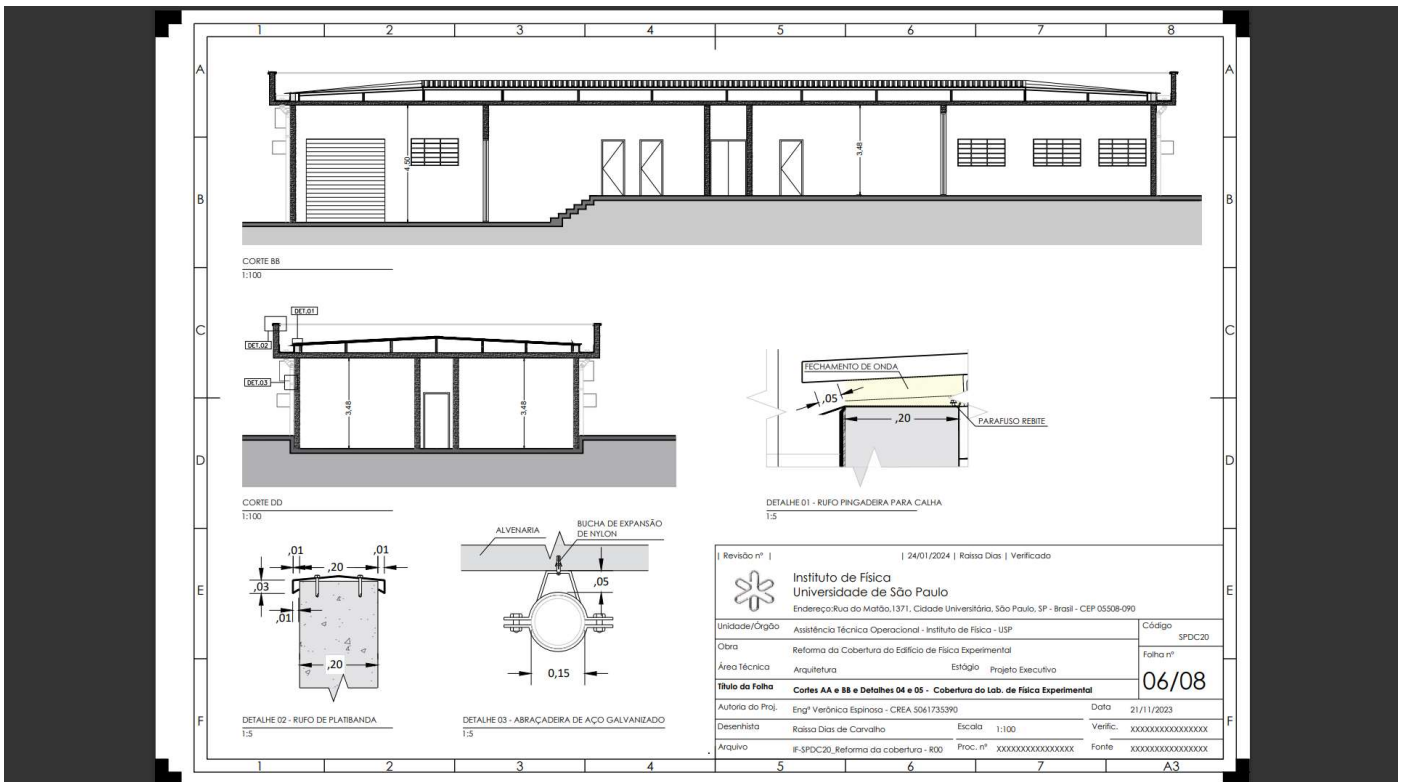 1 2 3 4 5 6 7 8
A A
4,50
3,48
B B
CORTE BB
1:100
C C
DET.01
DET.02
DET.03
3,48
3,48
FECHAMENTO DE ONDA
,05
,20
PARAFUSO REBITE
D D
CORTE DD
1:100
DETALHE 01 - RUFO PINGADEIRA PARA CALHA
1:5
ALVENARIA
BUCHA DE EXPANSÃO
DE NYLON
,01
,01
,20
,03
,01
,20
,05
0,15
E E
F F
DETALHE 02 - RUFO DE PLATIBANDA
1:5
DETALHE 03 - ABRAÇADEIRA DE AÇO GALVANIZADO
1:5
| Revisão nº | | 24/01/2024 | Raissa Dias | Verificado
Instituto de Física
Universidade de São Paulo
Endereço:Rua do Matão,1371, Cidade Universitária, São Paulo, SP - Brasil - CEP 05508-090
Unidade/Órgão Assistência Técnica Operacional - Instituto de Física - USP
Código SPDC20
Obra Reforma da Cobertura do Edifício de Física Experimental
Folha nº 06/08
Área Técnica Arquitetura Estágio Projeto Executivo
Título da Folha Cortes AA e BB e Detalhes 04 e 05 - Cobertura do Lab. de Física Experimental
Autoria do Proj. Engª Verônica Espinosa - CREA 5061735390 Data 21/11/2023
Desenhista Raissa Dias de Carvalho Escala 1:100 Verific. XXXXXXXXXXXXXXXX
Arquivo IF-SPDC20_Reforma da cobertura - R00 Proc. nº XXXXXXXXXXXXXXXX Fonte XXXXXXXXXXXXXXXX
1 2 3 4 5 6 7 A3